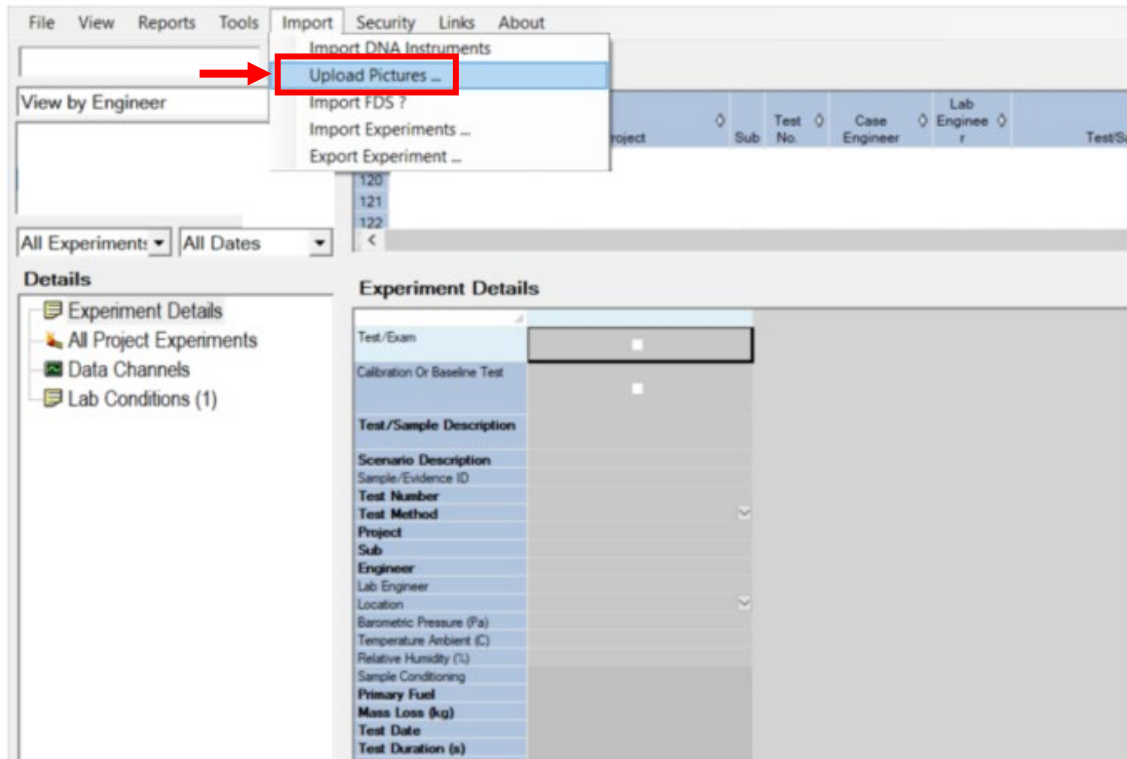 File View Reports Tools Import Security Links About
Import DNA Instruments
Upload Pictures ...
Import FDS ?
Import Experiments ...
Export Experiment ...
View by Engineer
All Experiment: All Dates
Sub
Test No.
Case Engineer
Lab Enginee r
120
121
122
<
Details
Experiment Details
All Project Experiments
Data Channels
Lab Conditions (1)
Experiment Details
Test/Exam
Calibration Or Baseline Test
Test/Sample Description
Scenario Description
Sample/Evidence ID
Test Number
Test Method
Project
Sub
Engineer
Lab Engineer
Location
Barometric Pressure (Pa)
Temperature Ambient (C)
Relative Humidity (%)
Sample Conditioning
Primary Fuel
Mass Loss (kg)
Test Date
Test Duration (s)